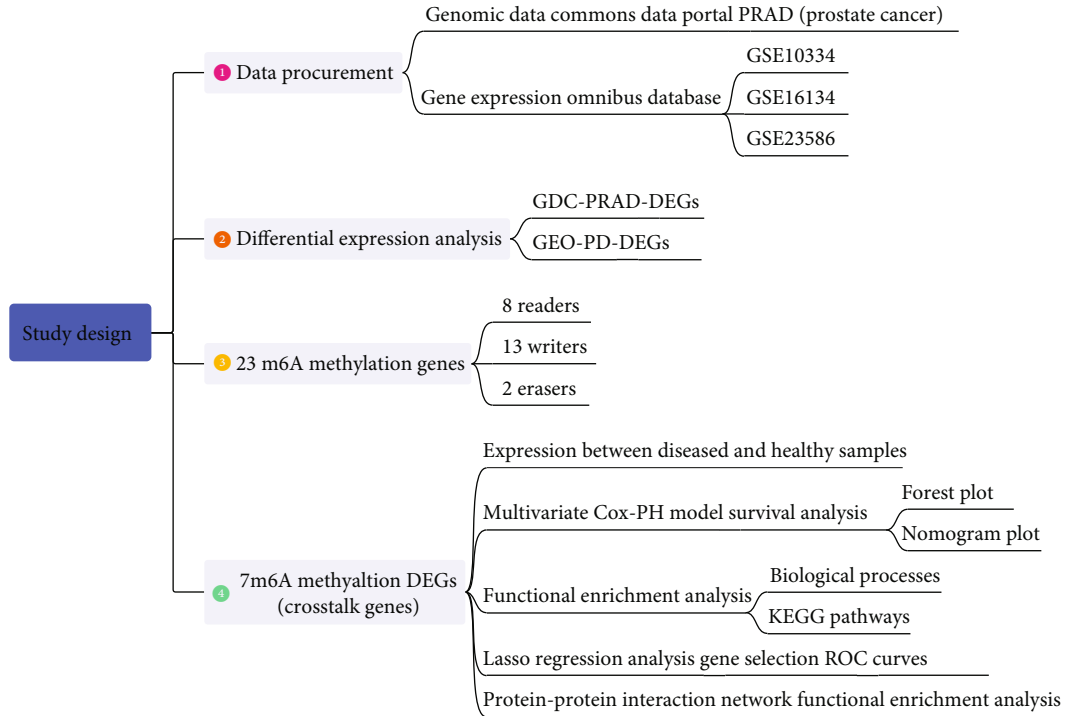 Study design
1 Data procurement
Genomic data commons data portal PRAD (prostate cancer)
Gene expression omnibus database
GSE10334
GSE16134
GSE23586
2 Differential expression analysis
GDC-PRAD-DEGs
GEO-PD-DEGs
3 23 m6A methylation genes
8 readers
13 writers
2 erasers
4 7m6A methyaltion DEGs
(crosstalk genes)
Expression between diseased and healthy samples
Multivariate Cox-PH model survival analysis
Forest plot
Nomogram plot
Functional enrichment analysis
Biological processes
KEGG pathways
Lasso regression analysis gene selection ROC curves
Protein-protein interaction network functional enrichment analysis